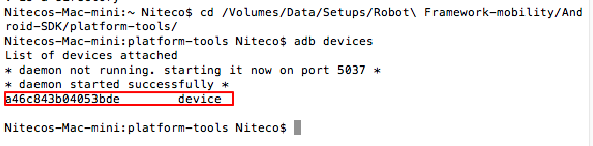 Nitecos-Mac-mini:~ Niteco$ cd /Volumes/Data/Setups/Robot\ Framework-mobility/And
roid-SDK/platform-tools/
Nitecos-Mac-mini:platform-tools Niteco$ adb devices
List of devices attached
* daemon not running. starting it now on port 5037 *
* daemon started successfully *
a46c843b04053bde device
Nitecos-Mac-mini:platform-tools Niteco$